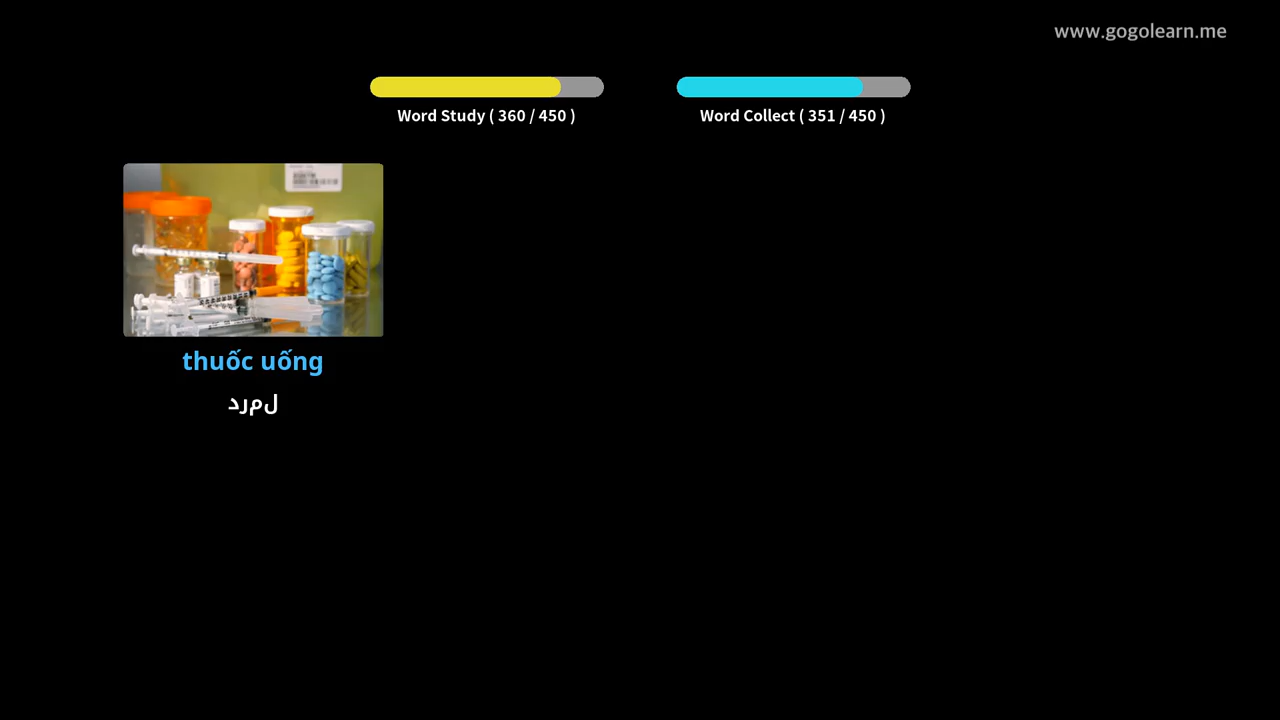 www.gogolearn.me
Word Study ( 360 / 450 )
Word Collect ( 351 / 450 )
thuốc uống
درمل